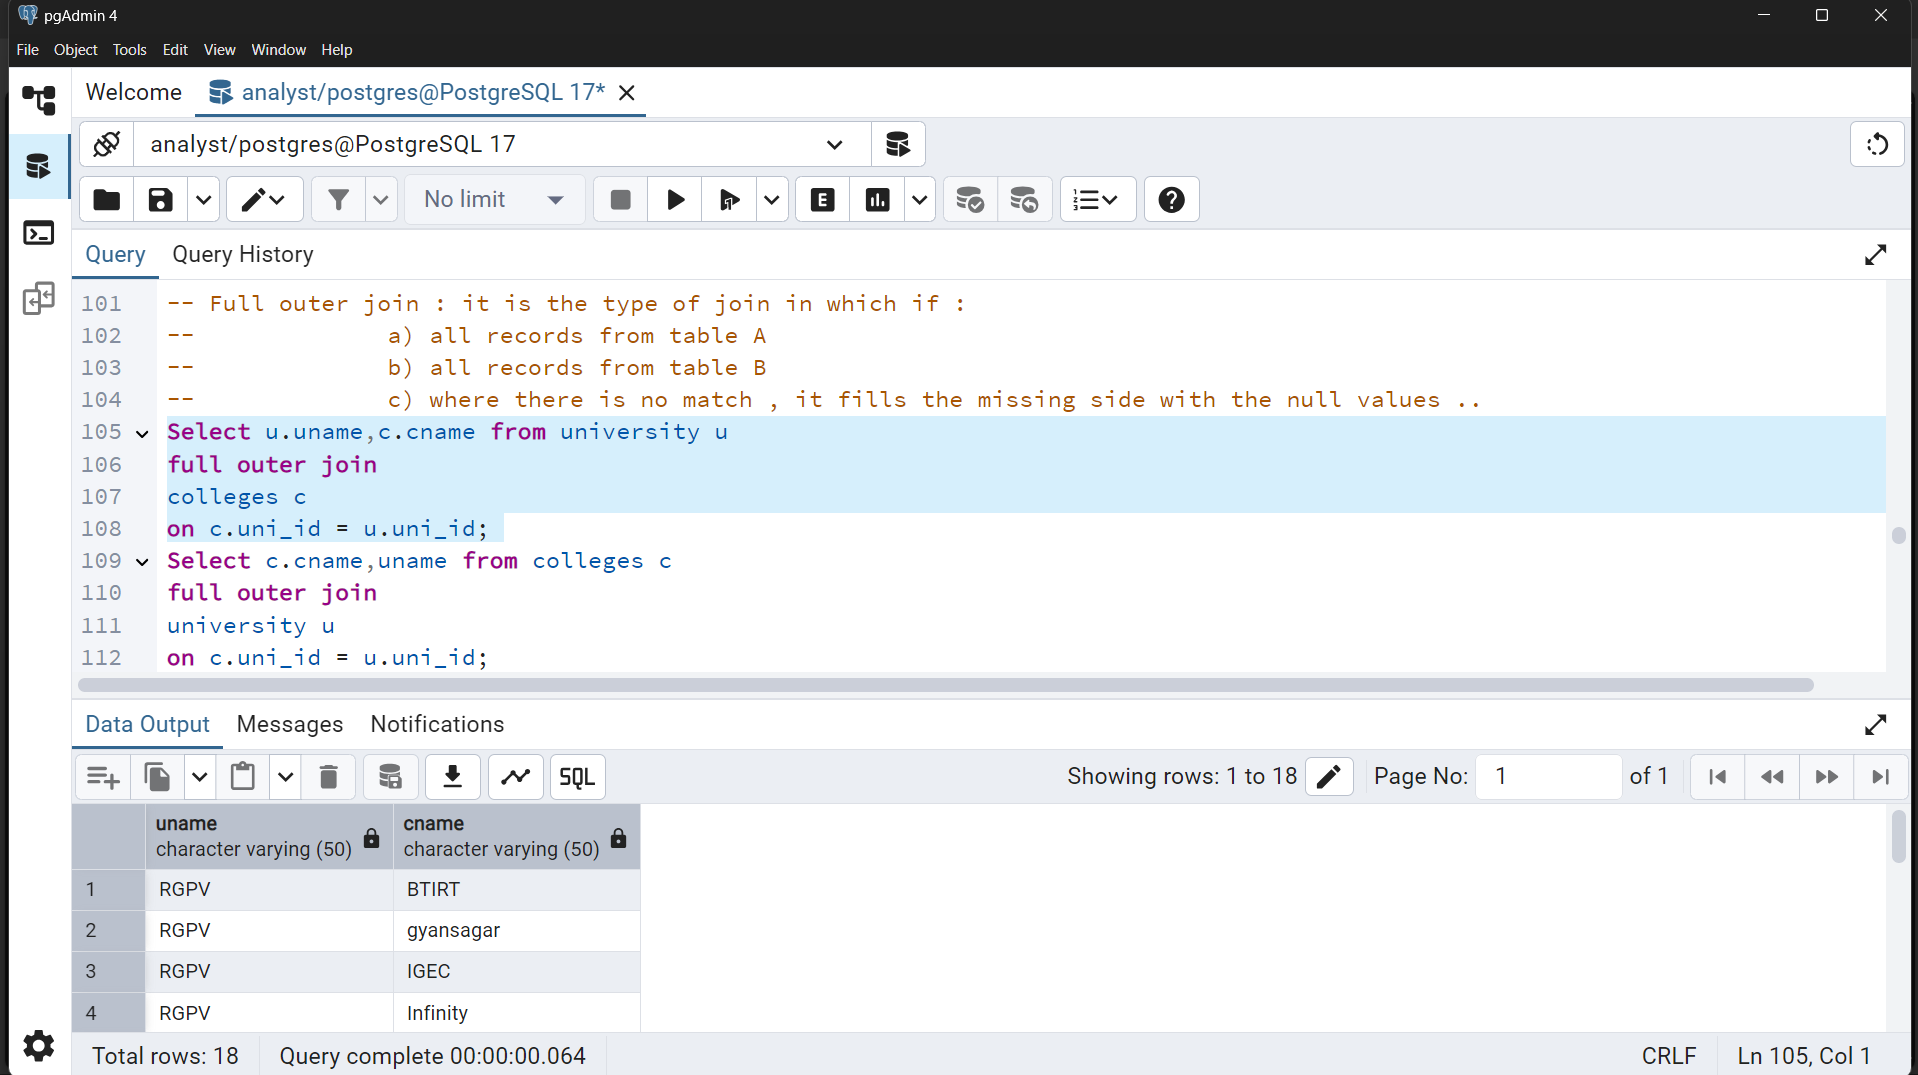 pgAdmin 4
File Object Tools Edit View Window Help
Welcome analyst/postgres@PostgreSQL 17*
analyst/postgres@PostgreSQL 17
No limit
E
Query Query History
101 -- Full outer join : it is the type of join in which if :
102 -- a) all records from table A
103 -- b) all records from table B
104 -- c) where there is no match , it fills the missing side with the null values ..
105 Select u.uname,c.cname from university u
106 full outer join
107 colleges c
108 on c.uni_id = u.uni_id;
109 Select c.cname,uname from colleges c
110 full outer join
111 university u
112 on c.uni_id = u.uni_id;
Data Output Messages Notifications
SQL Showing rows: 1 to 18 Page No: 1 of 1
uname cname
character varying (50) character varying (50)
1 RGPV BTIRT
2 RGPV gyansagar
3 RGPV IGEC
4 RGPV Infinity
Total rows: 18 Query complete 00:00:00.064 CRLF Ln 105, Col 1